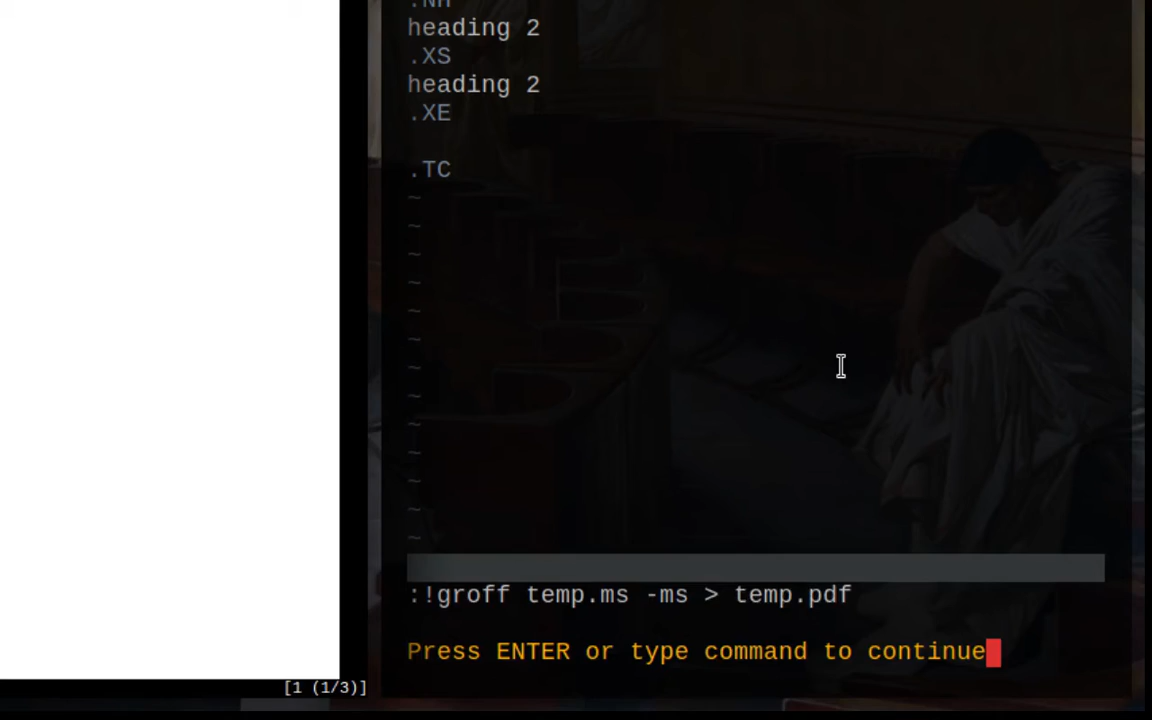 .NH
heading 2
.XS
heading 2
.XE
.TC
~
~
~
~
~
~
~
~
~
~
~
~
~
:!groff temp.ms -ms > temp.pdf
Press ENTER or type command to continue
[1 (1/3)]